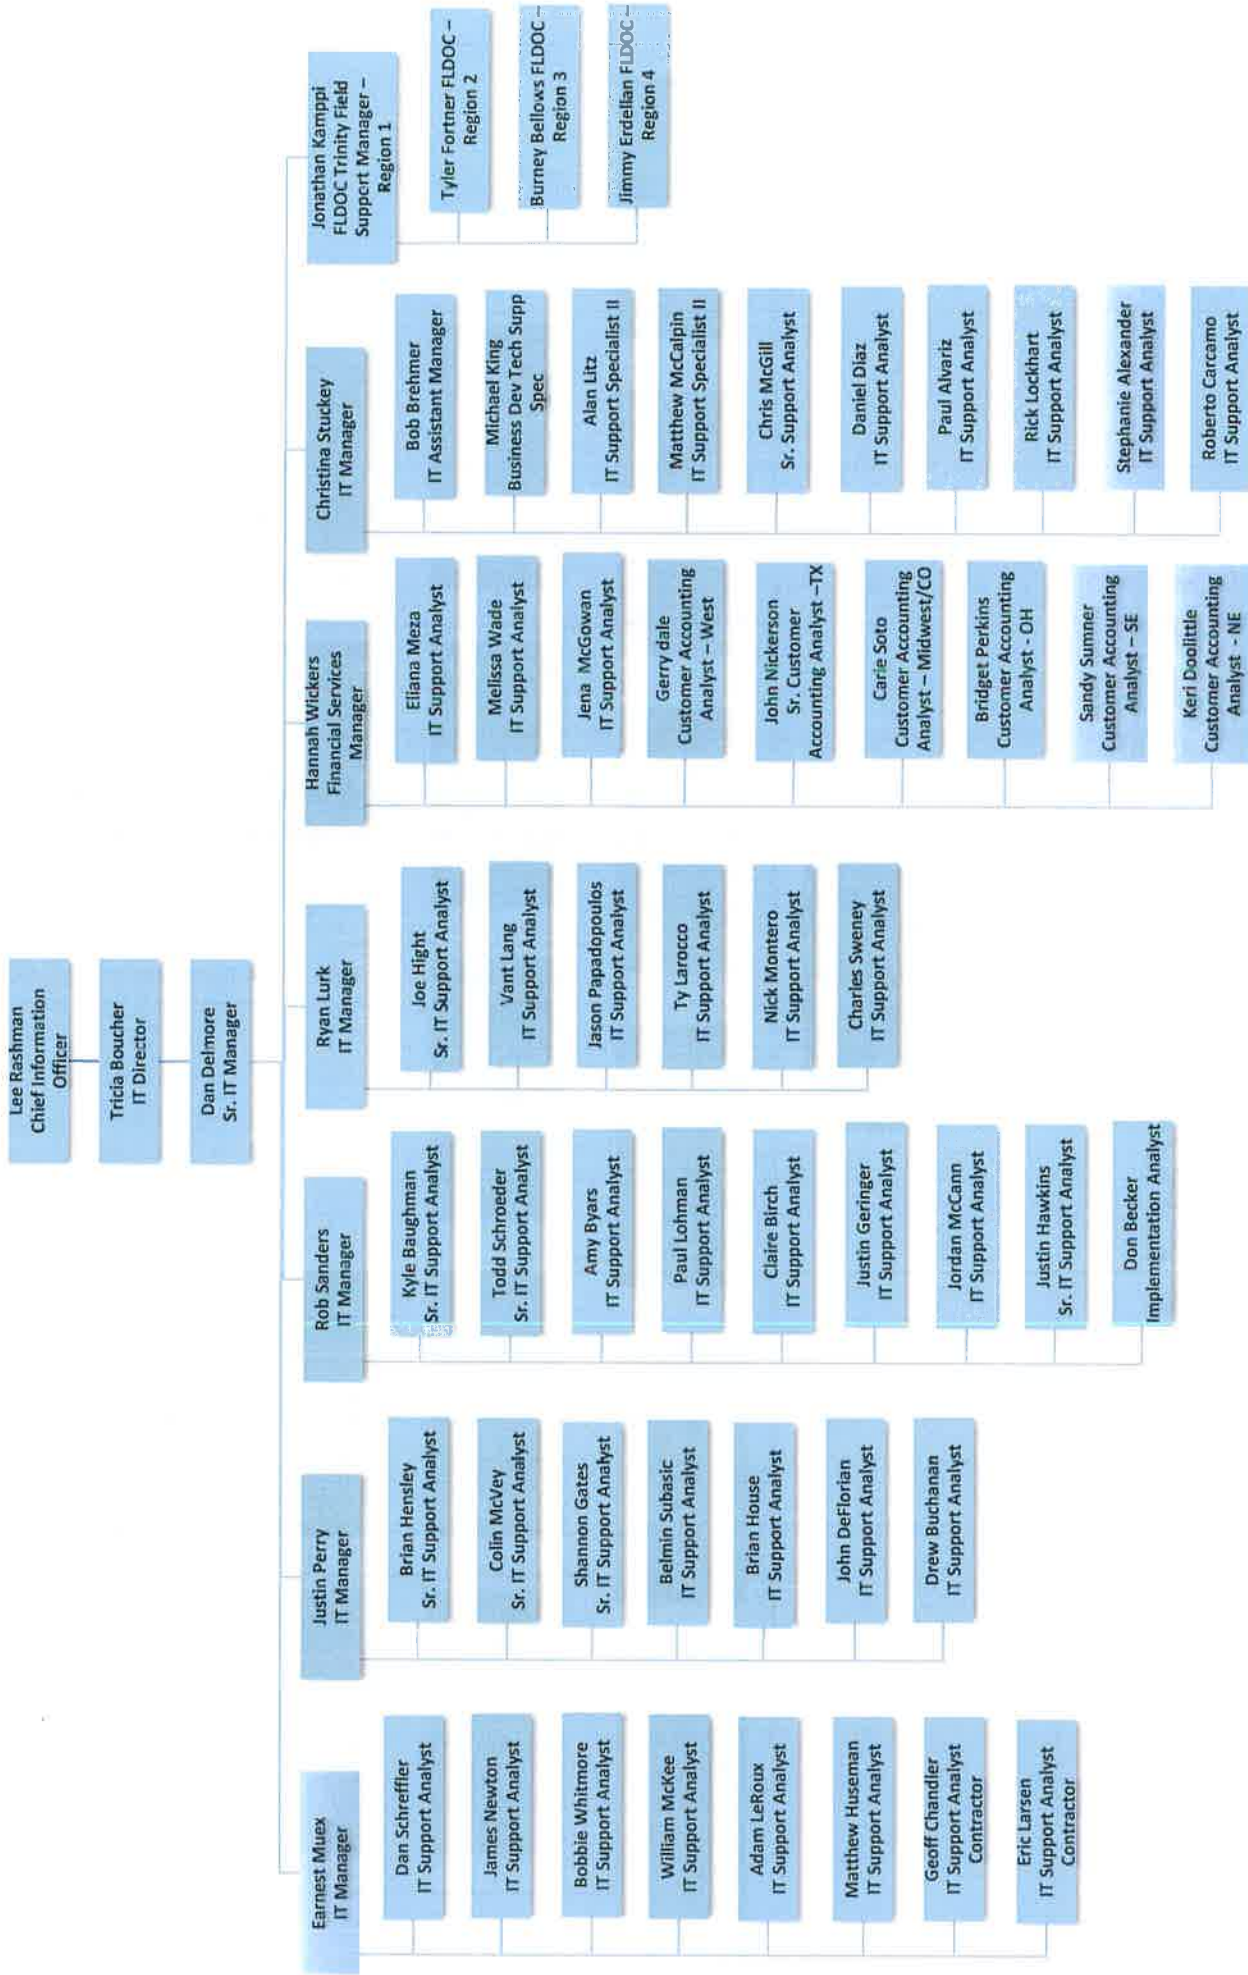 Lee Rashman
Chief Information
Officer
Tricia Boucher
IT Director
Dan Delmore
Sr. IT Manager
Earnest Muex
IT Manager
Dan Schreffler
IT Support Analyst
James Newton
IT Support Analyst
Bobbie Whitmore
IT Support Analyst
William McKee
IT Support Analyst
Adam LeRoux
IT Support Analyst
Matthew Huseman
IT Support Analyst
Geoff Chandler
IT Support Analyst
Contractor
Eric Larsen
IT Support Analyst
Contractor
Justin Perry
IT Manager
Brian Hensley
Sr. IT Support Analyst
Colin McVey
Sr. IT Support Analyst
Shannon Gates
Sr. IT Support Analyst
Belmin Subasic
IT Support Analyst
Brian House
IT Support Analyst
John DeFlorian
IT Support Analyst
Drew Buchanan
IT Support Analyst
Rob Sanders
IT Manager
Kyle Baughman
Sr. IT Support Analyst
Todd Schroeder
Sr. IT Support Analyst
Amy Byars
IT Support Analyst
Paul Lohman
IT Support Analyst
Claire Birch
IT Support Analyst
Justin Geringer
IT Support Analyst
Jordan McCann
IT Support Analyst
Justin Hawkins
Sr. IT Support Analyst
Don Becker
Implementation Analyst
Ryan Lurk
IT Manager
Joe Hight
Sr. IT Support Analyst
Vant Lang
IT Support Analyst
Jason Papadopoulos
IT Support Analyst
Ty Larocco
IT Support Analyst
Nick Montero
IT Support Analyst
Charles Sweney
IT Support Analyst
Hannah Wickers
Financial Services
Manager
Eliana Meza
IT Support Analyst
Melissa Wade
IT Support Analyst
Jena McGowan
IT Support Analyst
Gerry dale
Customer Accounting
Analyst – West
John Nickerson
Sr. Customer
Accounting Analyst –TX
Carie Soto
Customer Accounting
Analyst – Midwest/CO
Bridget Perkins
Customer Accounting
Analyst - OH
Sandy Sumner
Customer Accounting
Analyst – SE
Keri Doolittle
Customer Accounting
Analyst - NE
Christina Stuckey
IT Manager
Bob Brehmer
IT Assistant Manager
Michael King
Business Dev Tech Supp
Spec
Alan Litz
IT Support Specialist II
Matthew McCalpin
IT Support Specialist II
Chris McGill
Sr. Support Analyst
Daniel Diaz
IT Support Analyst
Paul Alvariz
IT Support Analyst
Rick Lockhart
IT Support Analyst
Stephanie Alexander
IT Support Analyst
Roberto Carcamo
IT Support Analyst
Jonathan Kamppi
FLDOC Trinity Field
Support Manager –
Region 1
Tyler Fortner FLDOC –
Region 2
Burney Bellows FLDOC –
Region 3
Jimmy Erdelian FLDOC –
Region 4